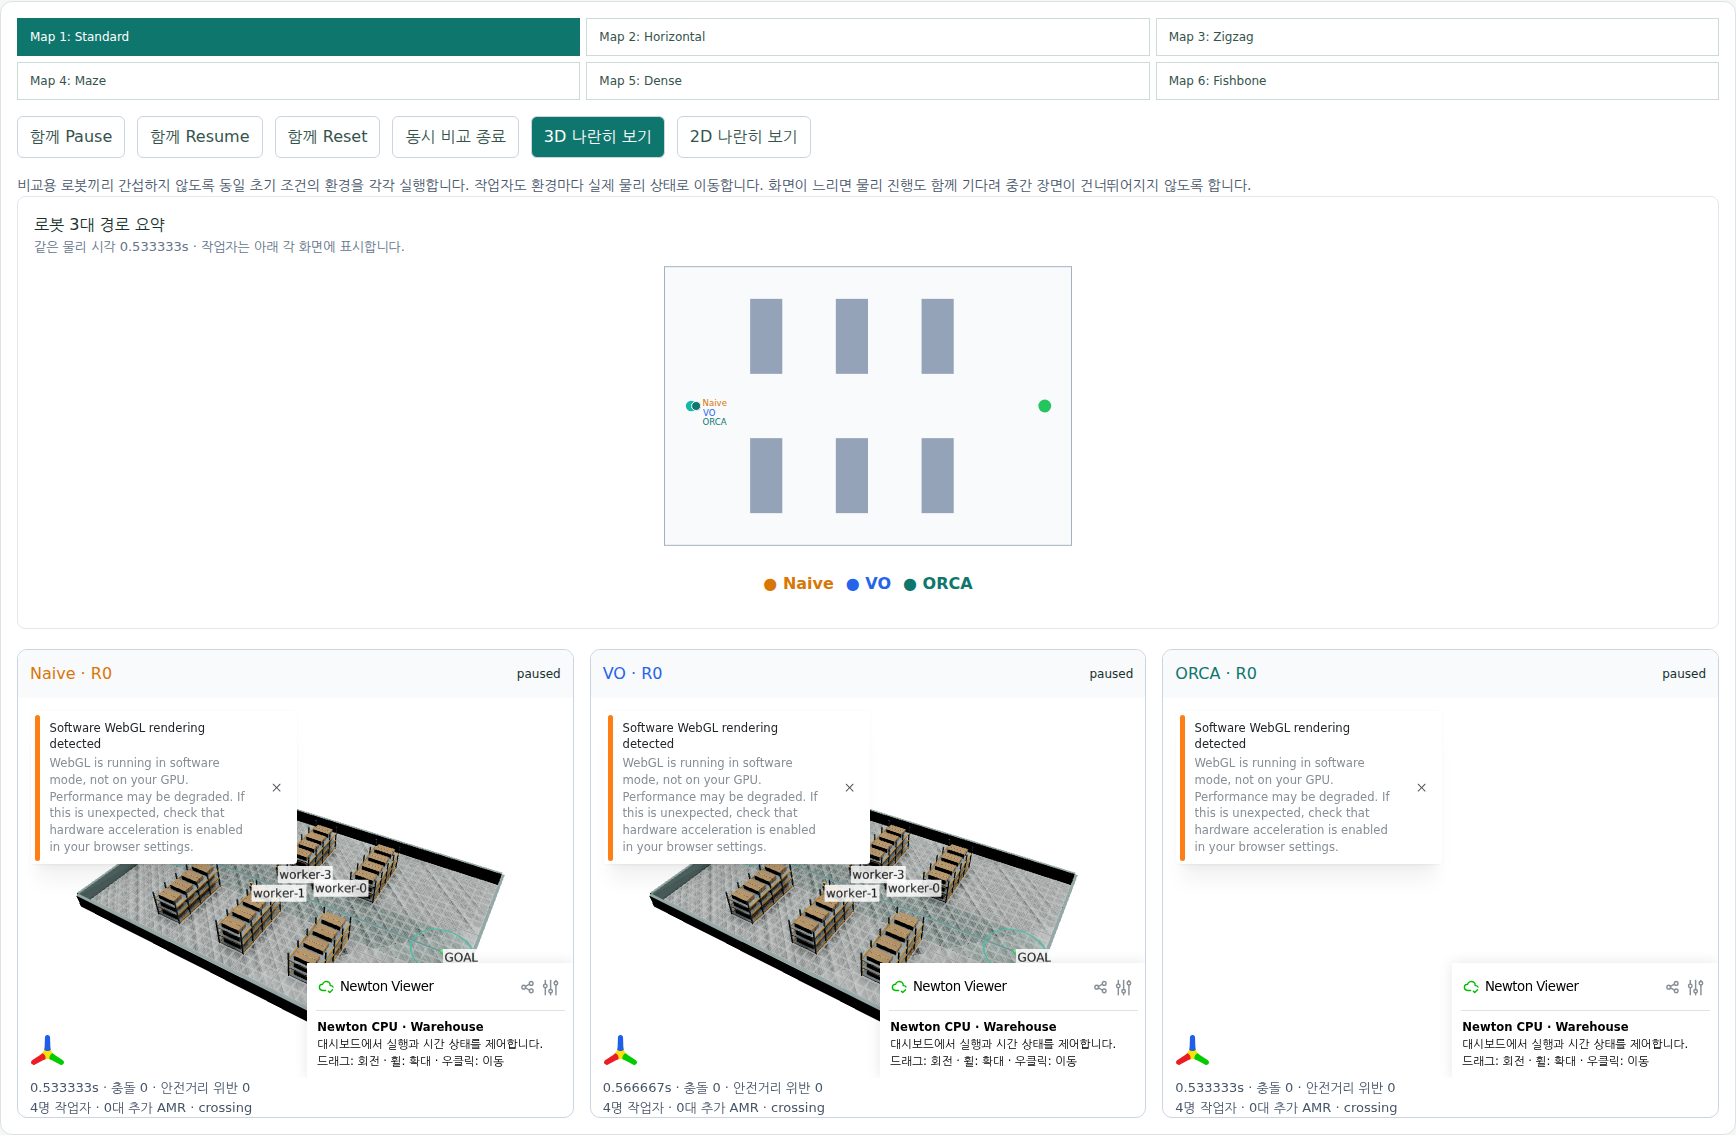 Map 1: Standard
Map 2: Horizontal
Map 3: Zigzag
Map 4: Maze
Map 5: Dense
Map 6: Fishbone
함께 Pause
함께 Resume
함께 Reset
동시 비교 종료
3D 나란히 보기
2D 나란히 보기
비교용 로봇끼리 간섭하지 않도록 동일 초기 조건의 환경을 각각 실행합니다. 작업자도 환경마다 실제 물리 상태로 이동합니다. 화면이 느리면 물리 진행도 함께 기다려 중간 장면이 건너뛰어지지 않도록 합니다.
로봇 3대 경로 요약
같은 물리 시각 0.533333s · 작업자는 아래 각 화면에 표시합니다.
Naive
VO
ORCA
Naive
VO
ORCA
Naive · R0
paused
Software WebGL rendering
detected
WebGL is running in software
mode, not on your GPU.
Performance may be degraded. If
this is unexpected, check that
hardware acceleration is enabled
in your browser settings.
worker-3
worker-1
worker-0
GOAL
Newton Viewer
Newton CPU · Warehouse
대시보드에서 실행과 시간 상태를 제어합니다.
드래그: 회전 · 휠: 확대 · 우클릭: 이동
0.533333s · 충돌 0 · 안전거리 위반 0
4명 작업자 · 0대 추가 AMR · crossing
VO · R0
paused
Software WebGL rendering
detected
WebGL is running in software
mode, not on your GPU.
Performance may be degraded. If
this is unexpected, check that
hardware acceleration is enabled
in your browser settings.
worker-3
worker-1
worker-0
GOAL
Newton Viewer
Newton CPU · Warehouse
대시보드에서 실행과 시간 상태를 제어합니다.
드래그: 회전 · 휠: 확대 · 우클릭: 이동
0.566667s · 충돌 0 · 안전거리 위반 0
4명 작업자 · 0대 추가 AMR · crossing
ORCA · R0
paused
Software WebGL rendering
detected
WebGL is running in software
mode, not on your GPU.
Performance may be degraded. If
this is unexpected, check that
hardware acceleration is enabled
in your browser settings.
Newton Viewer
Newton CPU · Warehouse
대시보드에서 실행과 시간 상태를 제어합니다.
드래그: 회전 · 휠: 확대 · 우클릭: 이동
0.533333s · 충돌 0 · 안전거리 위반 0
4명 작업자 · 0대 추가 AMR · crossing